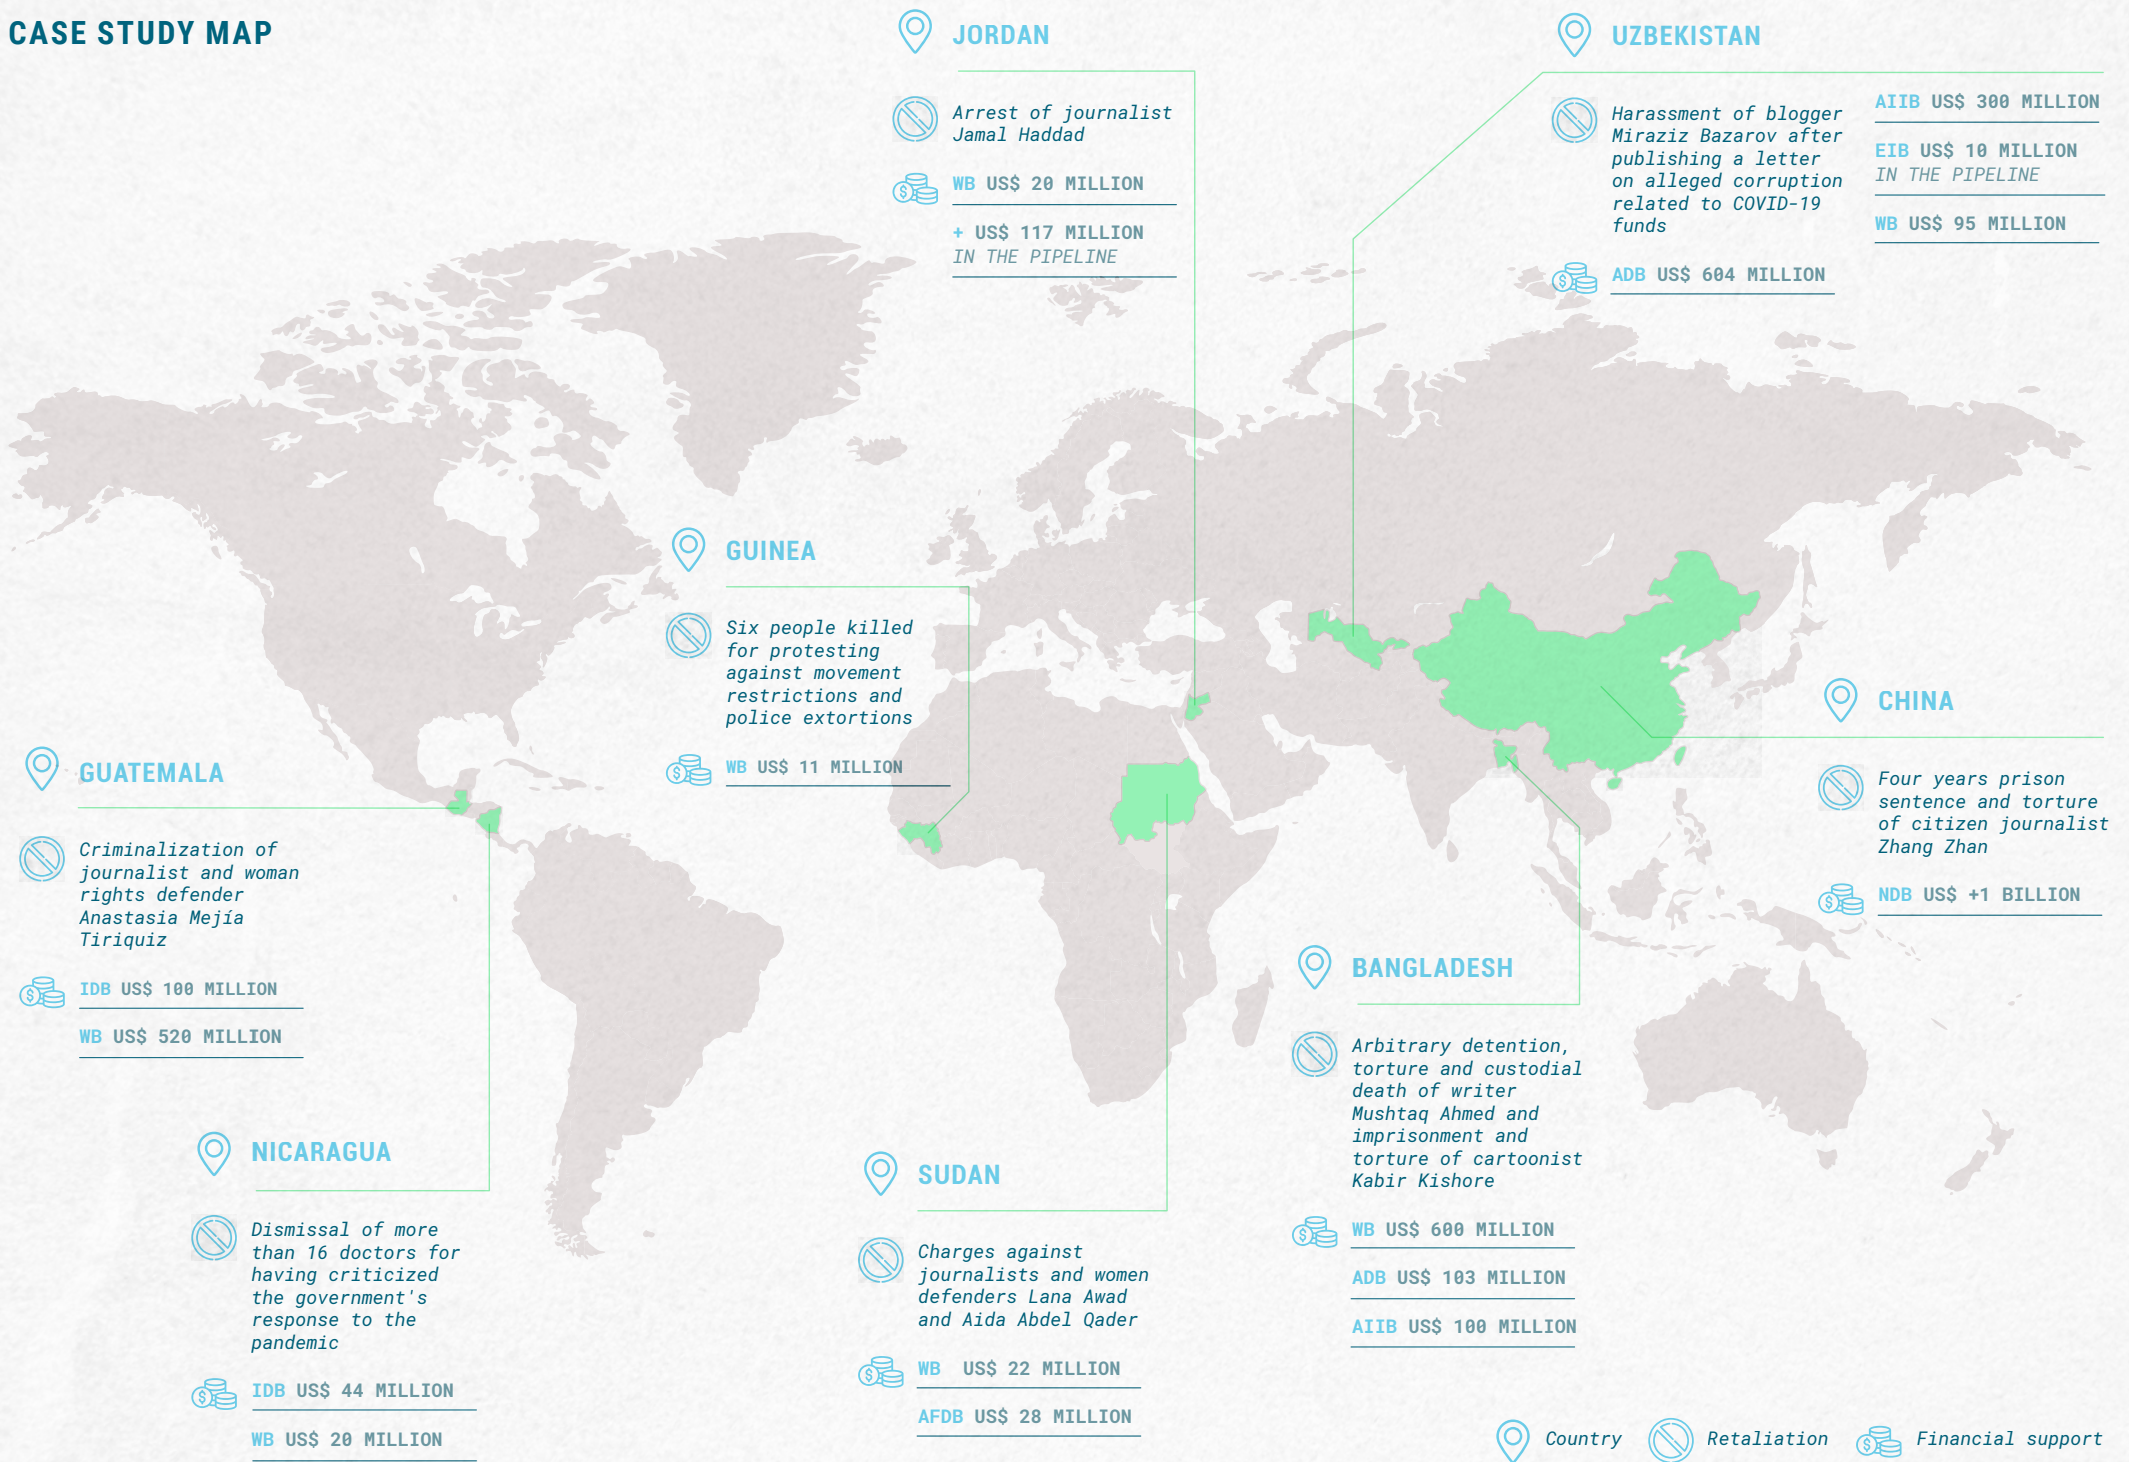 CASE STUDY MAP
JORDAN
Arrest of journalist
Jamal Haddad
WB US$ 20 MILLION
+ US$ 117 MILLION
IN THE PIPELINE
UZBEKISTAN
Harassment of blogger
Miraziz Bazarov after
publishing a letter
on alleged corruption
related to COVID-19
funds
ADB US$ 604 MILLION
AIIB US$ 300 MILLION
EIB US$ 10 MILLION
IN THE PIPELINE
WB US$ 95 MILLION
GUINEA
Six people killed
for protesting
against movement
restrictions and
police extortions
WB US$ 11 MILLION
CHINA
Four years prison
sentence and torture
of citizen journalist
Zhang Zhan
NDB US$ +1 BILLION
GUATEMALA
Criminalization of
journalist and woman
rights defender
Anastasia Mejía
Tiriquiz
IDB US$ 100 MILLION
WB US$ 520 MILLION
BANGLADESH
Arbitrary detention,
torture and custodial
death of writer
Mushtaq Ahmed and
imprisonment and
torture of cartoonist
Kabir Kishore
WB US$ 600 MILLION
ADB US$ 103 MILLION
AIIB US$ 100 MILLION
NICARAGUA
Dismissal of more
than 16 doctors for
having criticized
the government's
response to the
pandemic
IDB US$ 44 MILLION
WB US$ 20 MILLION
SUDAN
Charges against
journalists and women
defenders Lana Awad
and Aida Abdel Qader
WB US$ 22 MILLION
AFDB US$ 28 MILLION
Country
Retaliation
Financial support